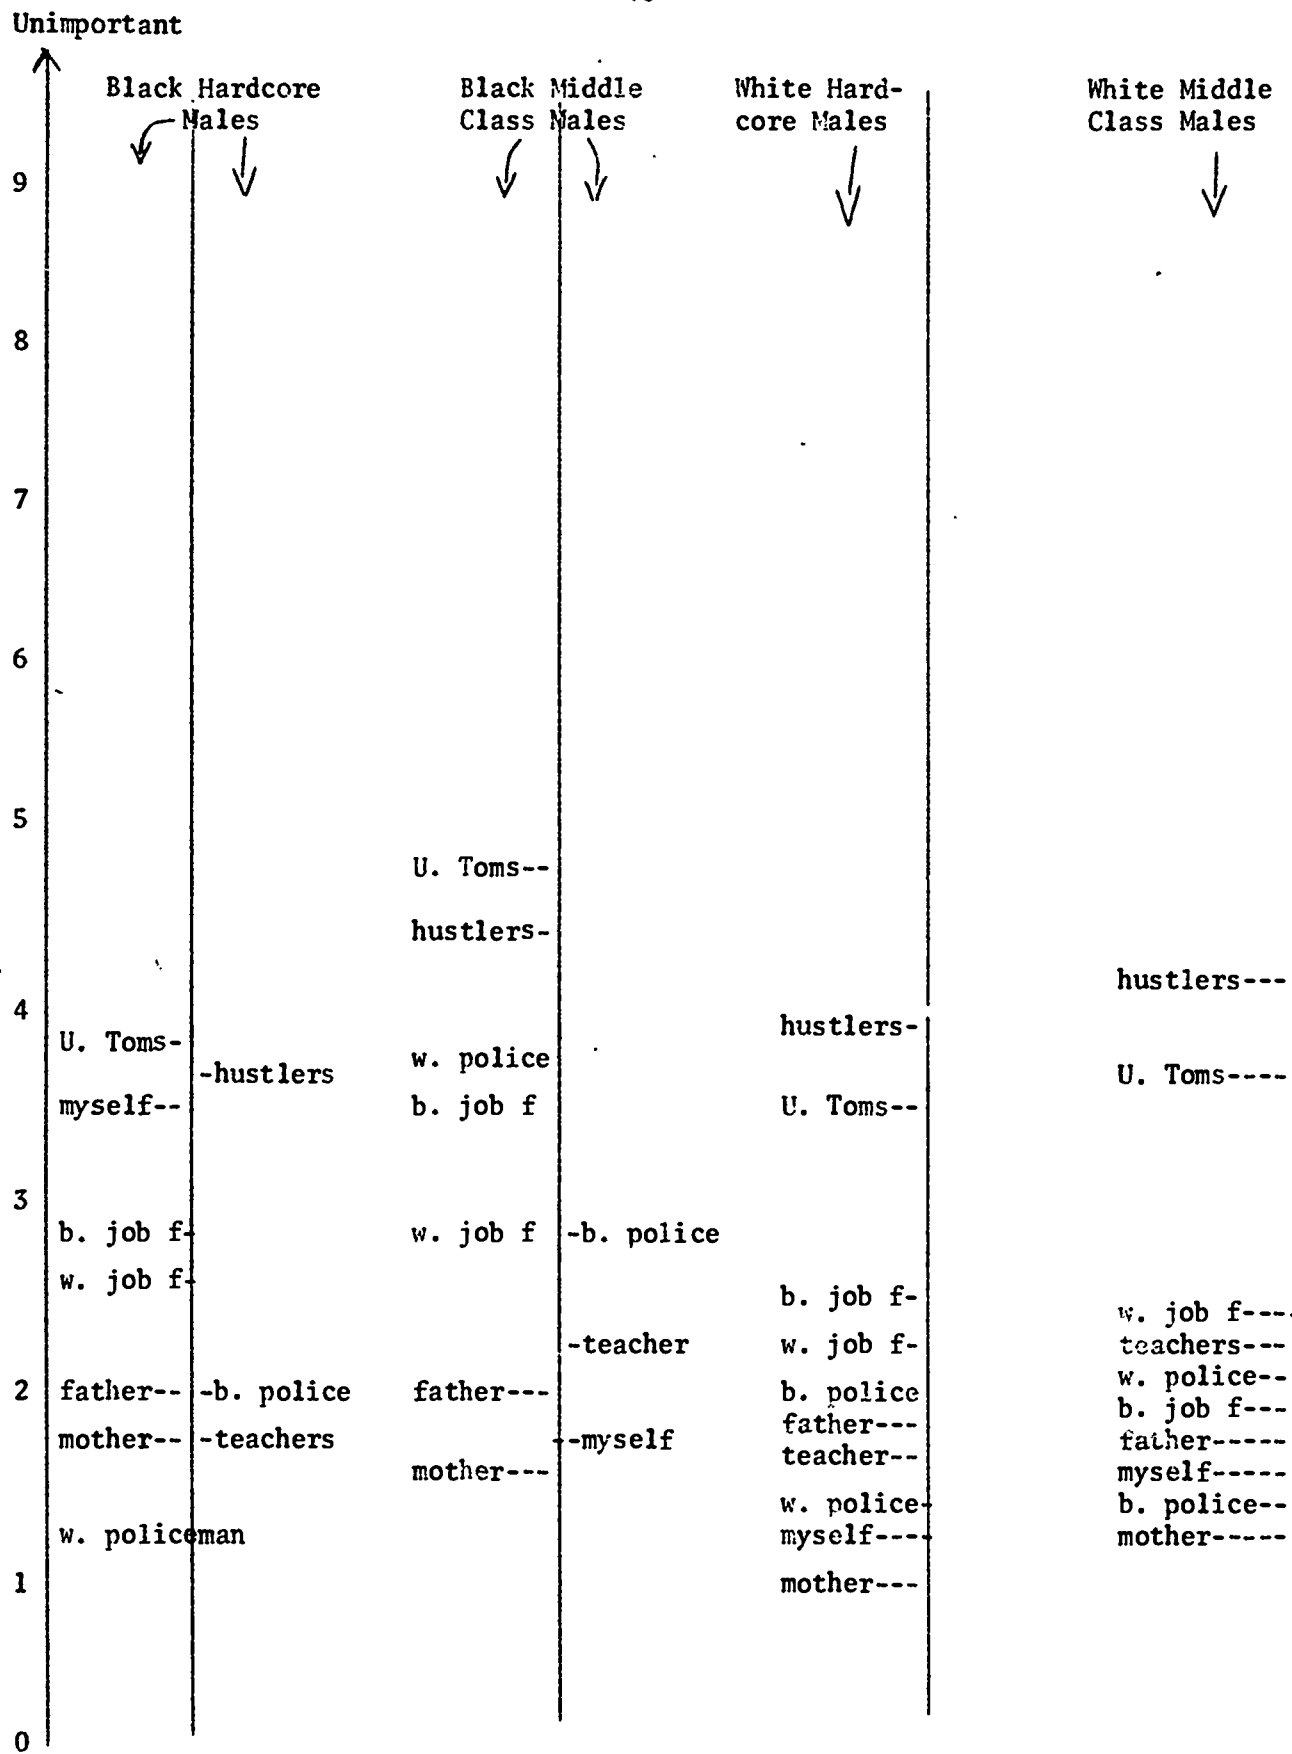 Unimportant
Black Hardcore Males
Black Middle Class Males
White Hard-core Males
White Middle Class Males
9
8
7
6
5
U. Toms--
hustlers-
hustlers---
4
hustlers-
U. Toms-
w. police
-hustlers
U. Toms----
myself--
b. job f
U. Toms--
3
b. job f-
w. job f
-b. police
w. job f-
b. job f-
w. job f----
-teacher
w. job f-
teachers---
w. police--
2
father--
-b. police
father---
b. police
b. job f---
father---
mother--
-teachers
--myself
father-----
teacher--
mother---
myself-----
w. police-
b. police--
w. policeman
myself----
mother-----
1
mother---
0